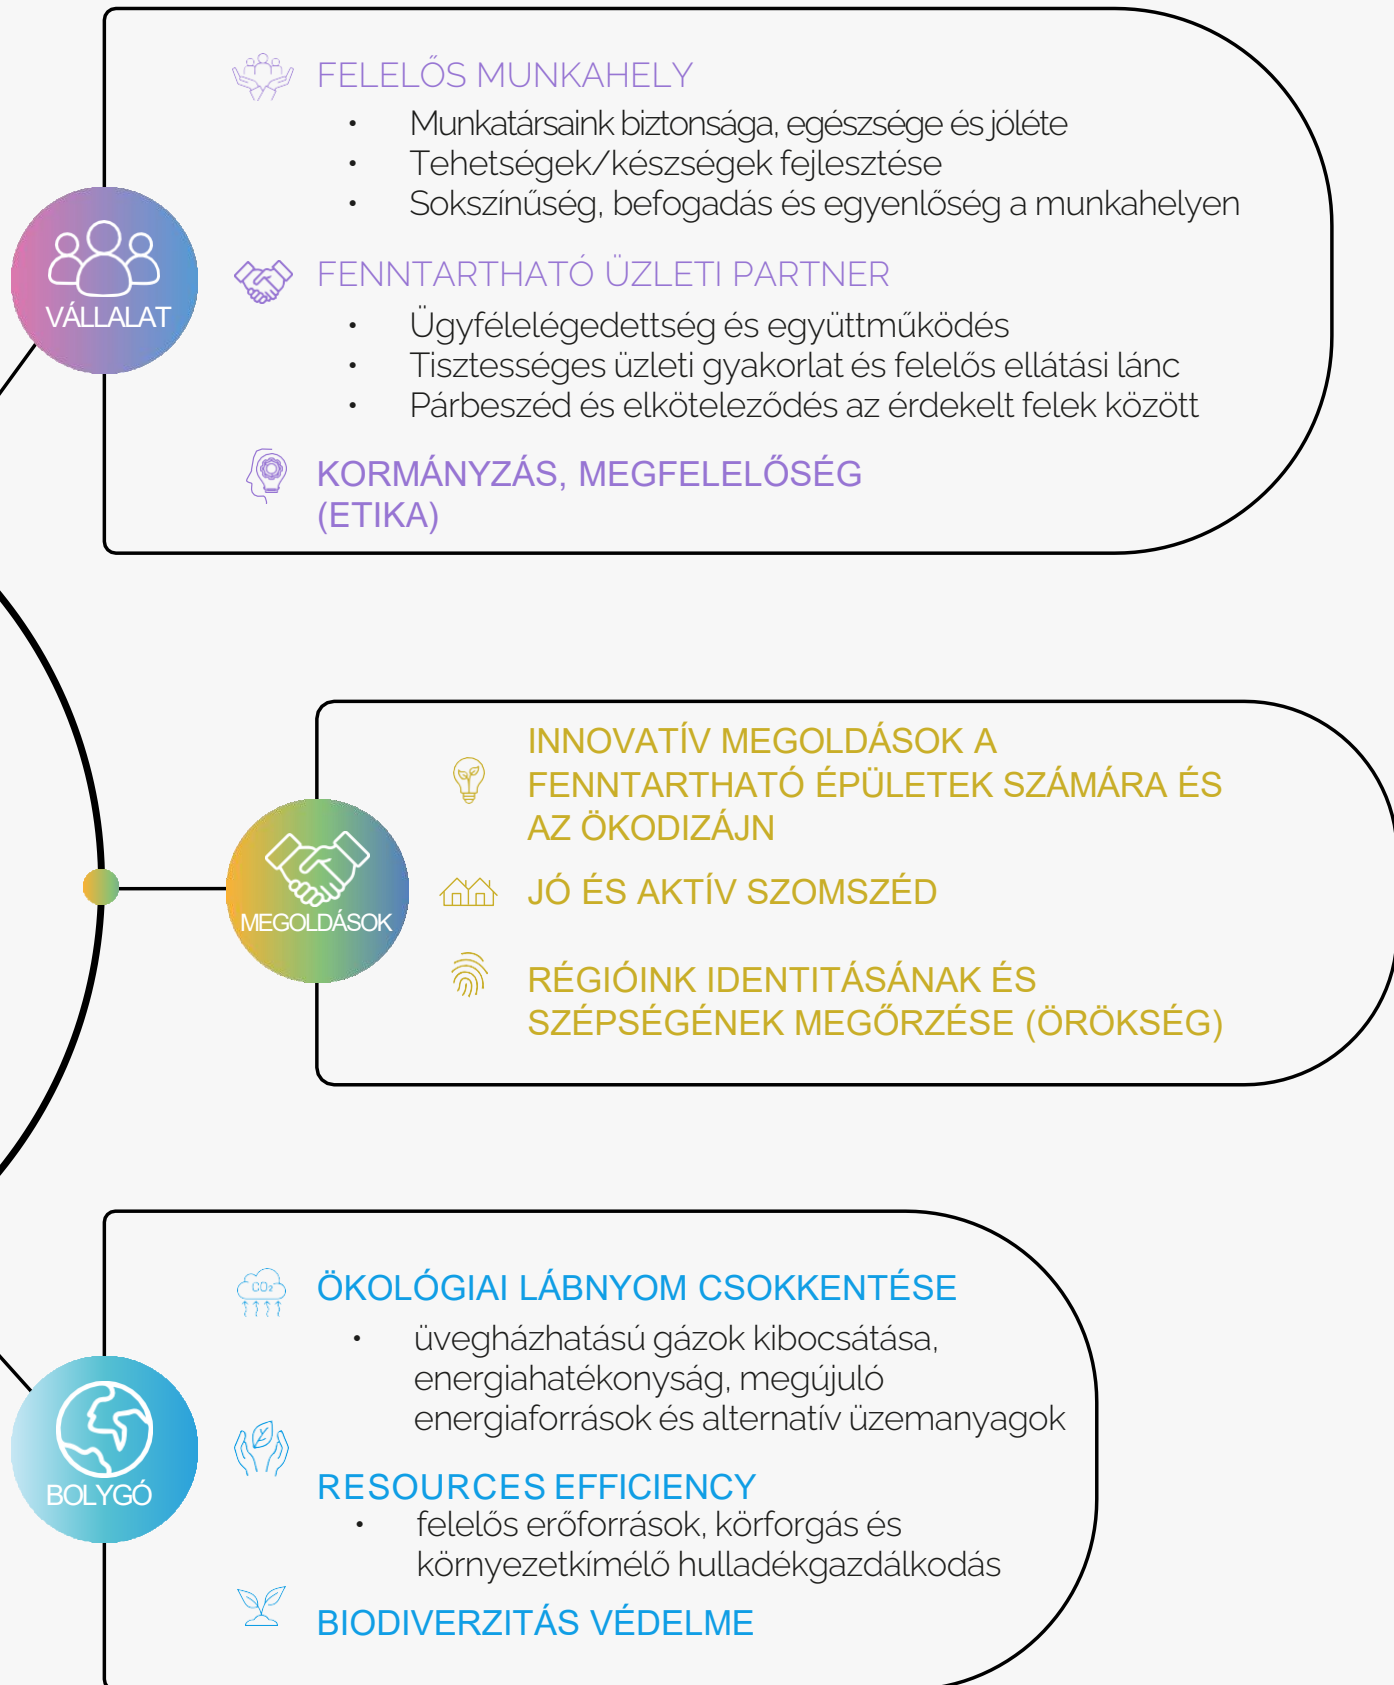 FELELŐS MUNKAHELY
• Munkatársaink biztonsága, egészsége és jóléte
• Tehetségek/készségek fejlesztése
• Sokszínűség, befogadás és egyenlőség a munkahelyen
VÁLLALAT
FENNTARTHATÓ ÜZLETI PARTNER
• Ügyfélelégedettség és együttműködés
• Tisztességes üzleti gyakorlat és felelős ellátási lánc
• Párbeszéd és elköteleződés az érdekelt felek között
KORMÁNYZÁS, MEGFELELŐSÉG
(ETIKA)
INNOVATÍV MEGOLDÁSOK A
FENNTARTHATÓ ÉPÜLETEK SZÁMÁRA ÉS
AZ ÖKODIZÁJN
MEGOLDÁSOK
JÓ ÉS AKTÍV SZOMSZÉD
RÉGIÓINK IDENTITÁSÁNAK ÉS
SZÉPSÉGÉNEK MEGŐRZÉSE (ÖRÖKSÉG)
CO₂
ÖKOLÓGIAI LÁBNYOM CSOKKENTÉSE
• üvegházhatású gázok kibocsátása,
energiahatékonyság, megújuló
energiaforrások és alternatív üzemanyagok
BOLYGÓ
RESOURCES EFFICIENCY
• felelős erőforrások, körforgás és
környezetkímélő hulladékgazdálkodás
BIODIVERZITÁS VÉDELME